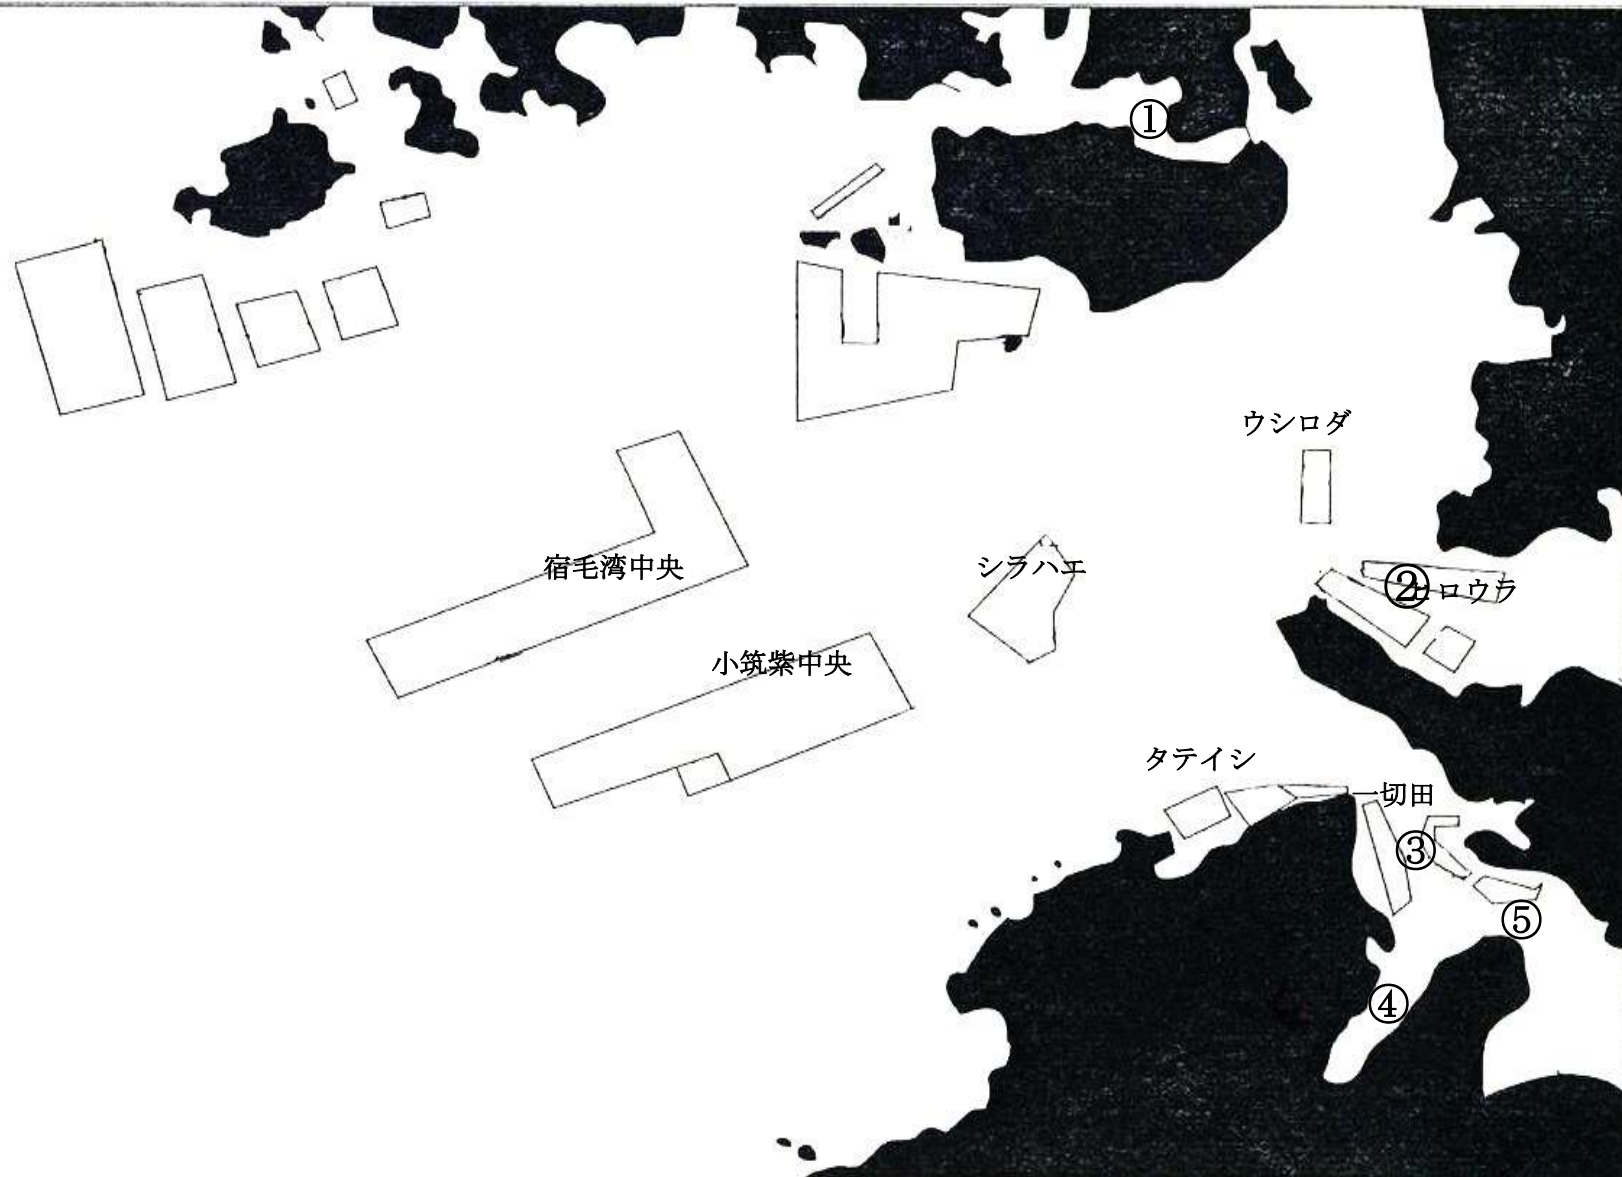 ①
ウシロダ
宿毛湾中央
シラハエ
②
ヒロウラ
小筑紫中央
タテイシ
一切田
③
⑤
④